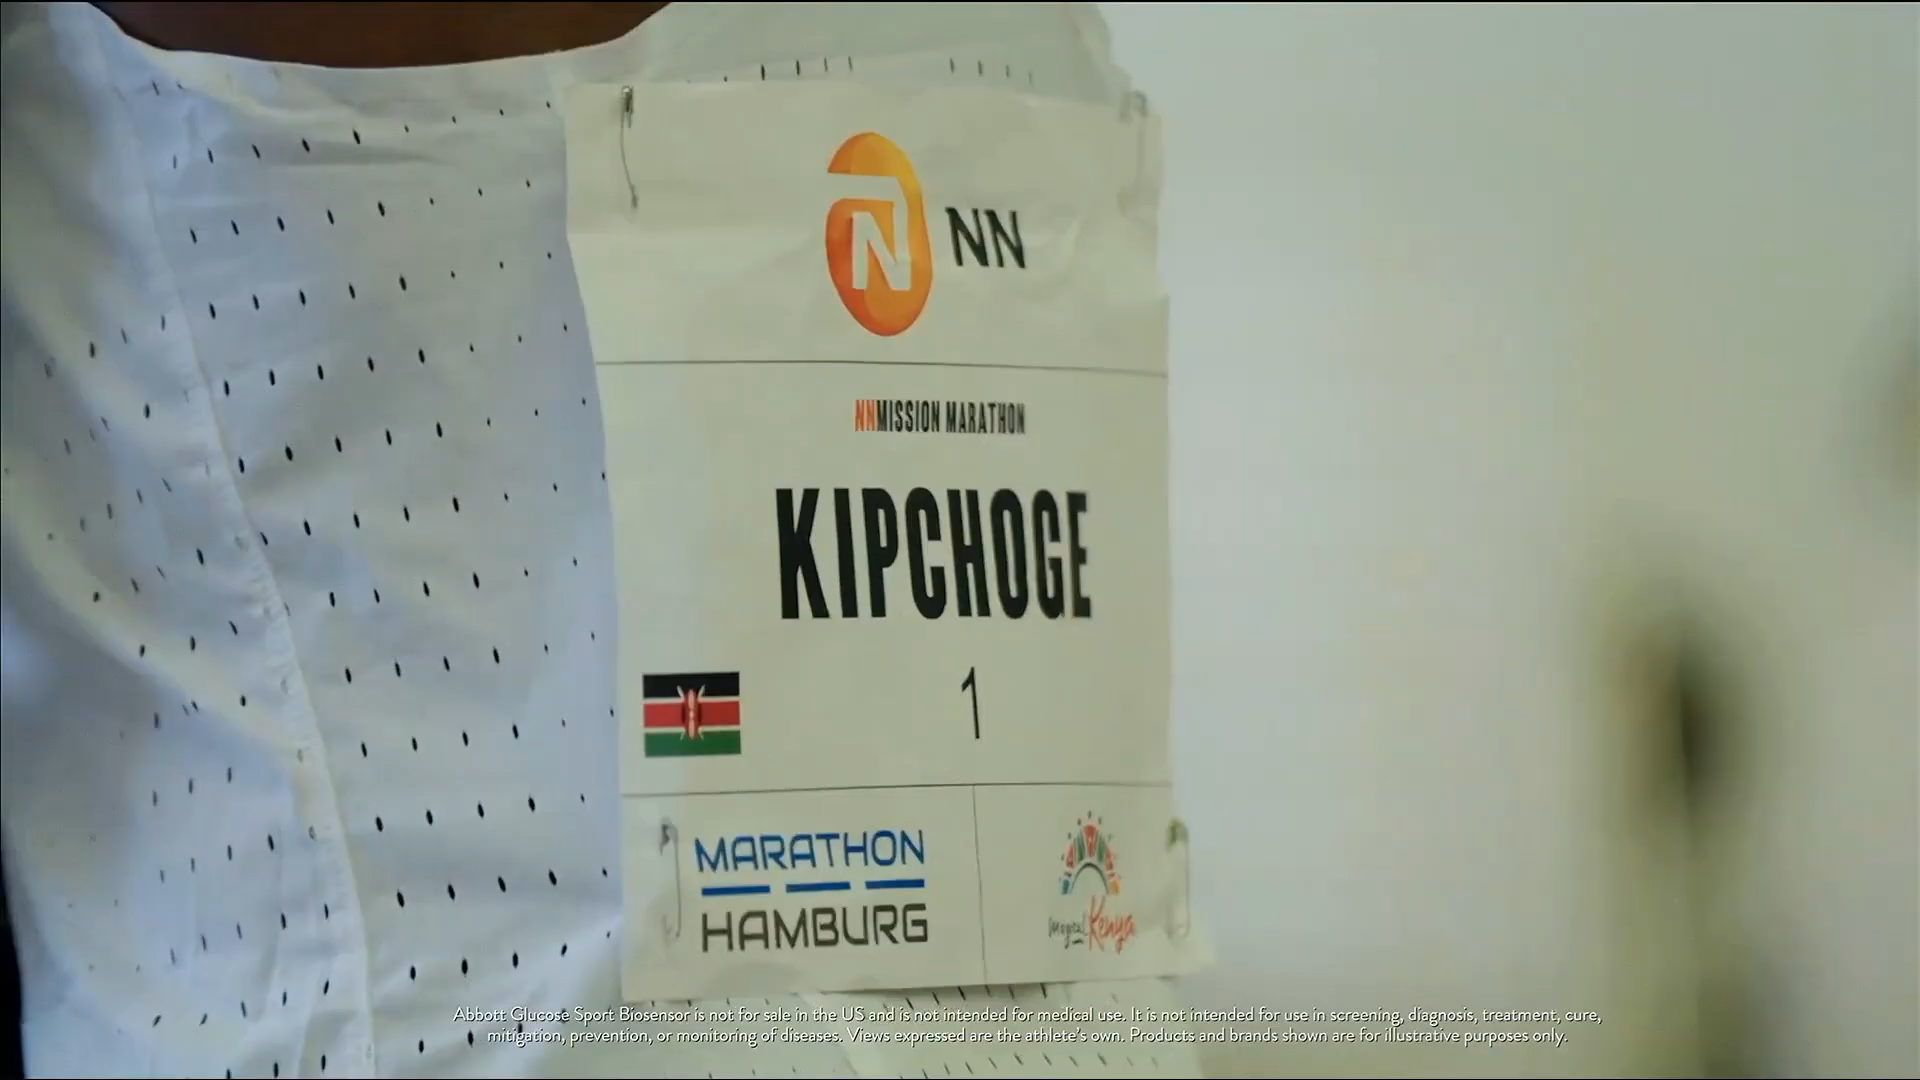 NN
NNMISSION MARATHON
KIPCHOGE
1
MARATHON
HAMBURG
Magical Kenya
Abbott Glucose Sport Biosensor is not for sale in the US and is not intended for medical use. It is not intended for use in screening, diagnosis, treatment, cure,
mitigation, prevention, or monitoring of diseases. Views expressed are the athlete's own. Products and brands shown are for illustrative purposes only.